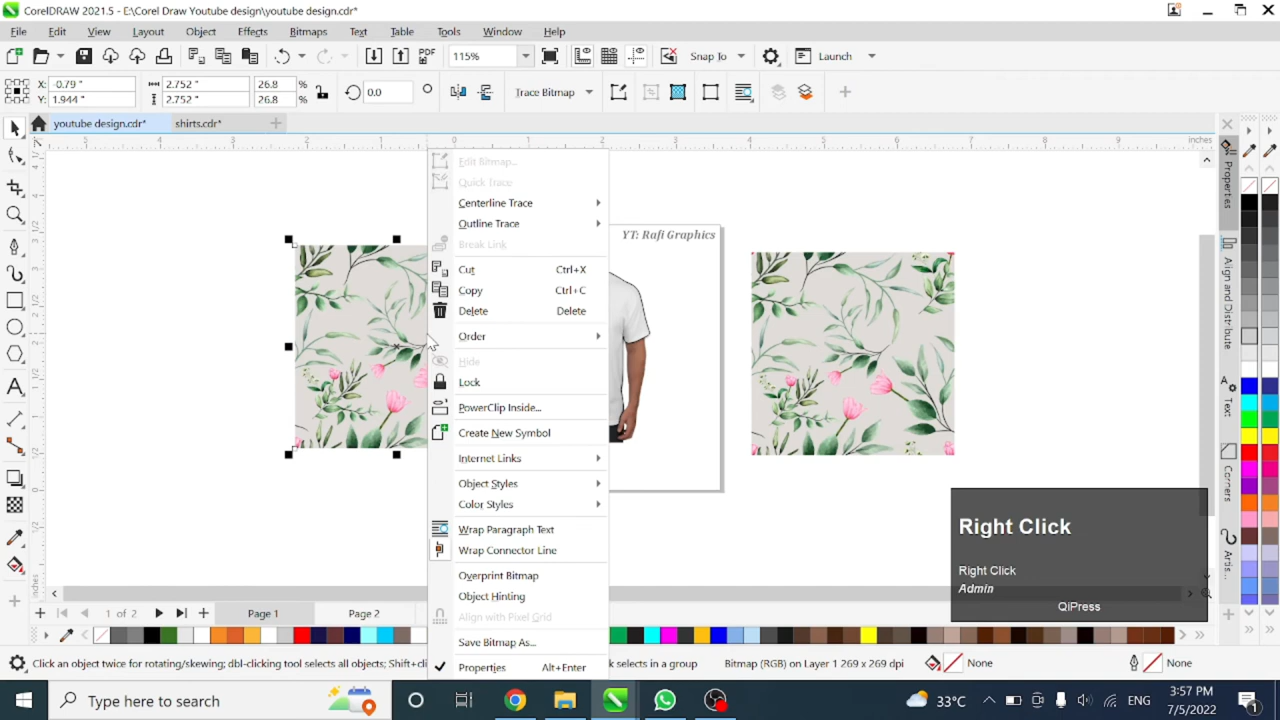 CorelDRAW 2021.5 - E:\Corel Draw Youtube design\youtube design.cdr*
File Edit View Layout Object Effects Bitmaps Text Table Tools Window Help
115% Snap To Launch
X: -0.79 " 2.752 " 26.8 % 0.0 Trace Bitmap
Y: 1.944 " 2.752 " 26.8 %
youtube design.cdr* shirts.cdr*
inches
Edit Bitmap...
Quick Trace
Centerline Trace
Outline Trace
Break Link
Cut Ctrl+X
Copy Ctrl+C
Delete Delete
Order
Hide
Lock
PowerClip Inside...
Create New Symbol
Internet Links
Object Styles
Color Styles
Wrap Paragraph Text
Wrap Connector Line
Overprint Bitmap
Object Hinting
Align with Pixel Grid
Save Bitmap As...
Properties Alt+Enter
YT: Rafi Graphics
Properties
Align and Distribute
Text
Corners
Artis...
Right Click
Right Click
Admin
QiPress
1 of 2 Page 1 Page 2
Click an object twice for rotating/skewing; dbl-clicking tool selects all objects; Shift+cli
k selects in a group Bitmap (RGB) on Layer 1 269 x 269 dpi None None
Type here to search
33°C ENG
3:57 PM
7/5/2022